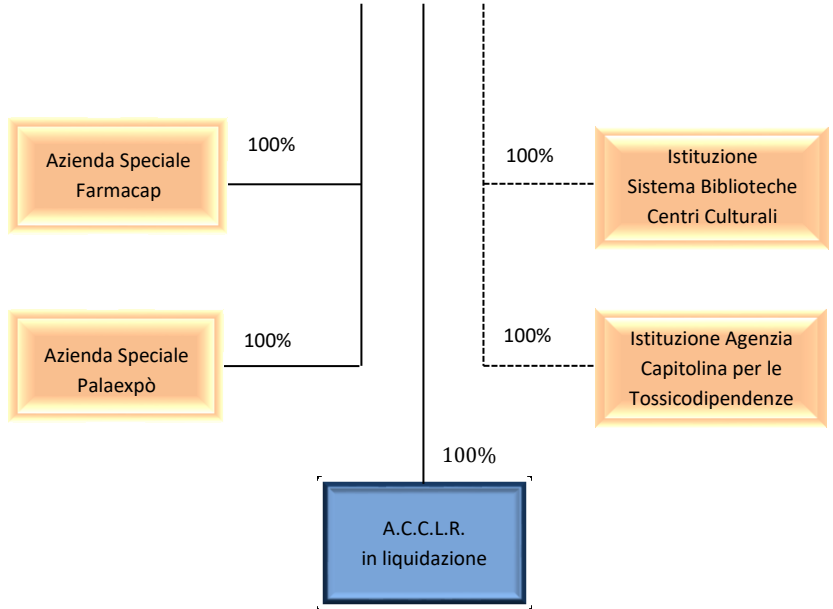 100%
Azienda Speciale
Farmacap
100%
Istituzione
Sistema Biblioteche
Centri Culturali
100%
Azienda Speciale
Palaexpò
100%
Istituzione Agenzia
Capitolina per le
Tossicodipendenze
100%
A.C.C.L.R.
in liquidazione